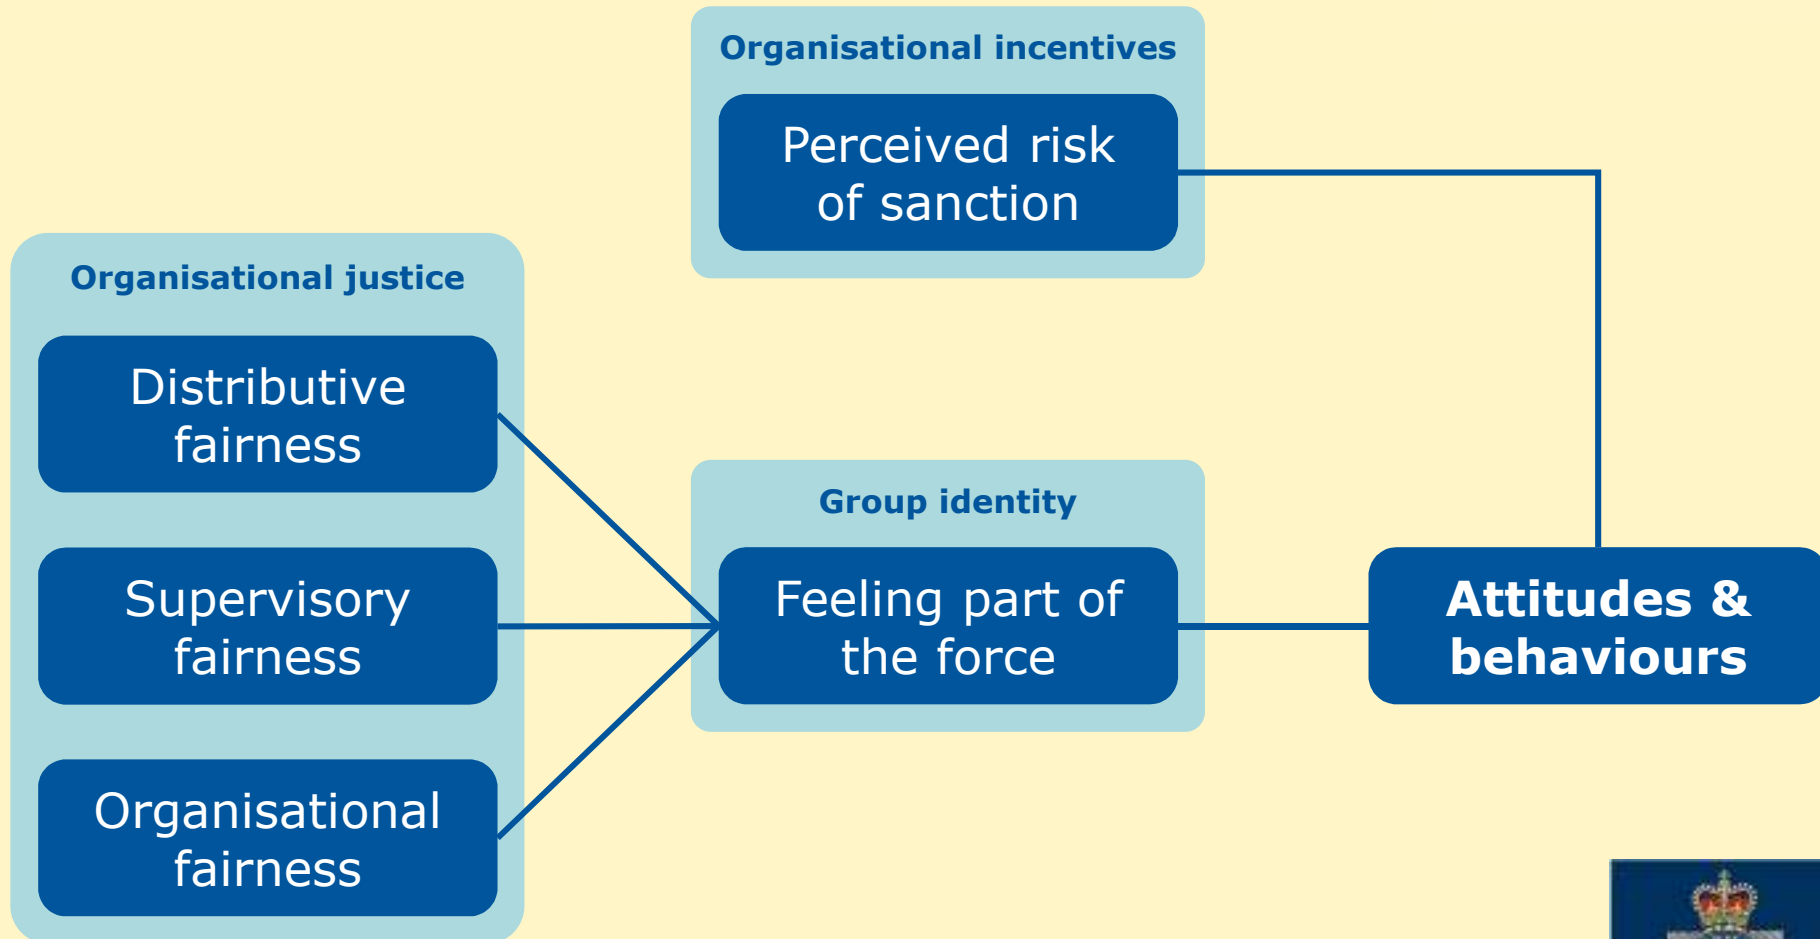 Organisational incentives
Perceived risk
of sanction
Organisational justice
Distributive
fairness
Supervisory
fairness
Organisational
fairness
Group identity
Feeling part of
the force
Attitudes &
behaviours